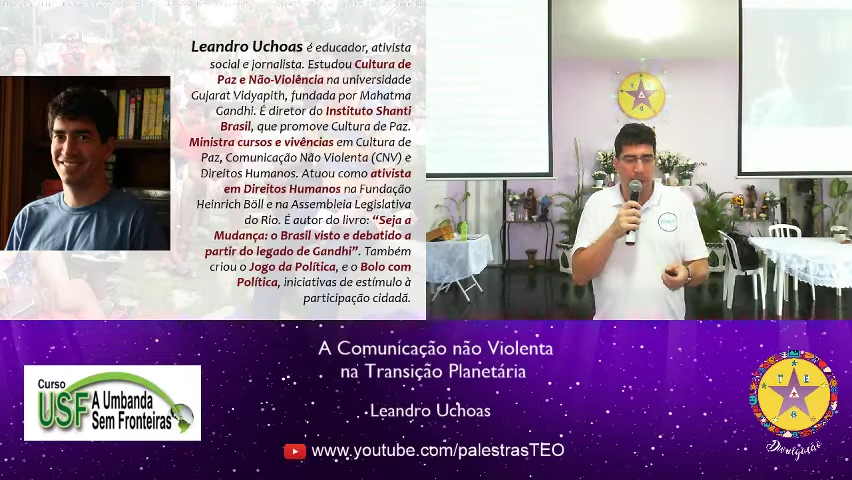 Leandro Uchoas é educador, ativista
social e jornalista. Estudou Cultura de
Paz e Não-Violência na universidade
Gujarat Vidyapith, fundada por Mahatma
Gandhi. É diretor do Instituto Shanti
Brasil, que promove Cultura de Paz.
Ministra cursos e vivências em Cultura de
Paz, Comunicação Não Violenta (CNV) e
Direitos Humanos. Atuou como ativista
em Direitos Humanos na Fundação
Heinrich Böll e na Assembleia Legislativa
do Rio. É autor do livro: “Seja a
Mudança: o Brasil visto e debatido a
partir do legado de Gandhi”. Também
criou o Jogo da Política, e o Bolo com
Política, iniciativas de estímulo à
participação cidadã.
A Comunicação não Violenta
na Transição Planetária
Leandro Uchoas
www.youtube.com/palestrasTEO
Curso
USF A Umbanda
Sem Fronteiras
Divulgação